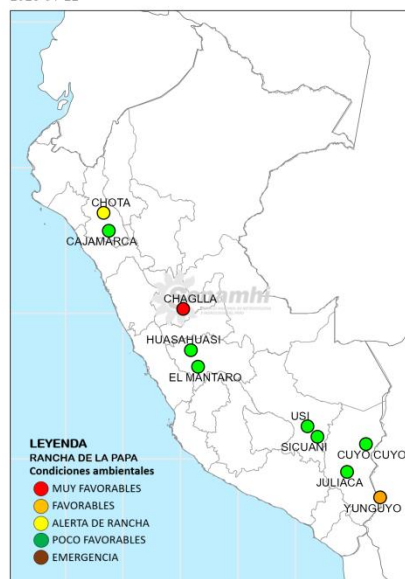 CHOTA
CAJAMARCA
CHAGLLA
HUASAHUASI
EL MANTARO
USI
SICUANI
CUYO CUYO
JULIACA
YUNGUYO
LEYENDA
RANCHA DE LA PAPA
Condiciones ambientales
MUY FAVORABLES
FAVORABLES
ALERTA DE RANCHA
POCO FAVORABLES
EMERGENCIA